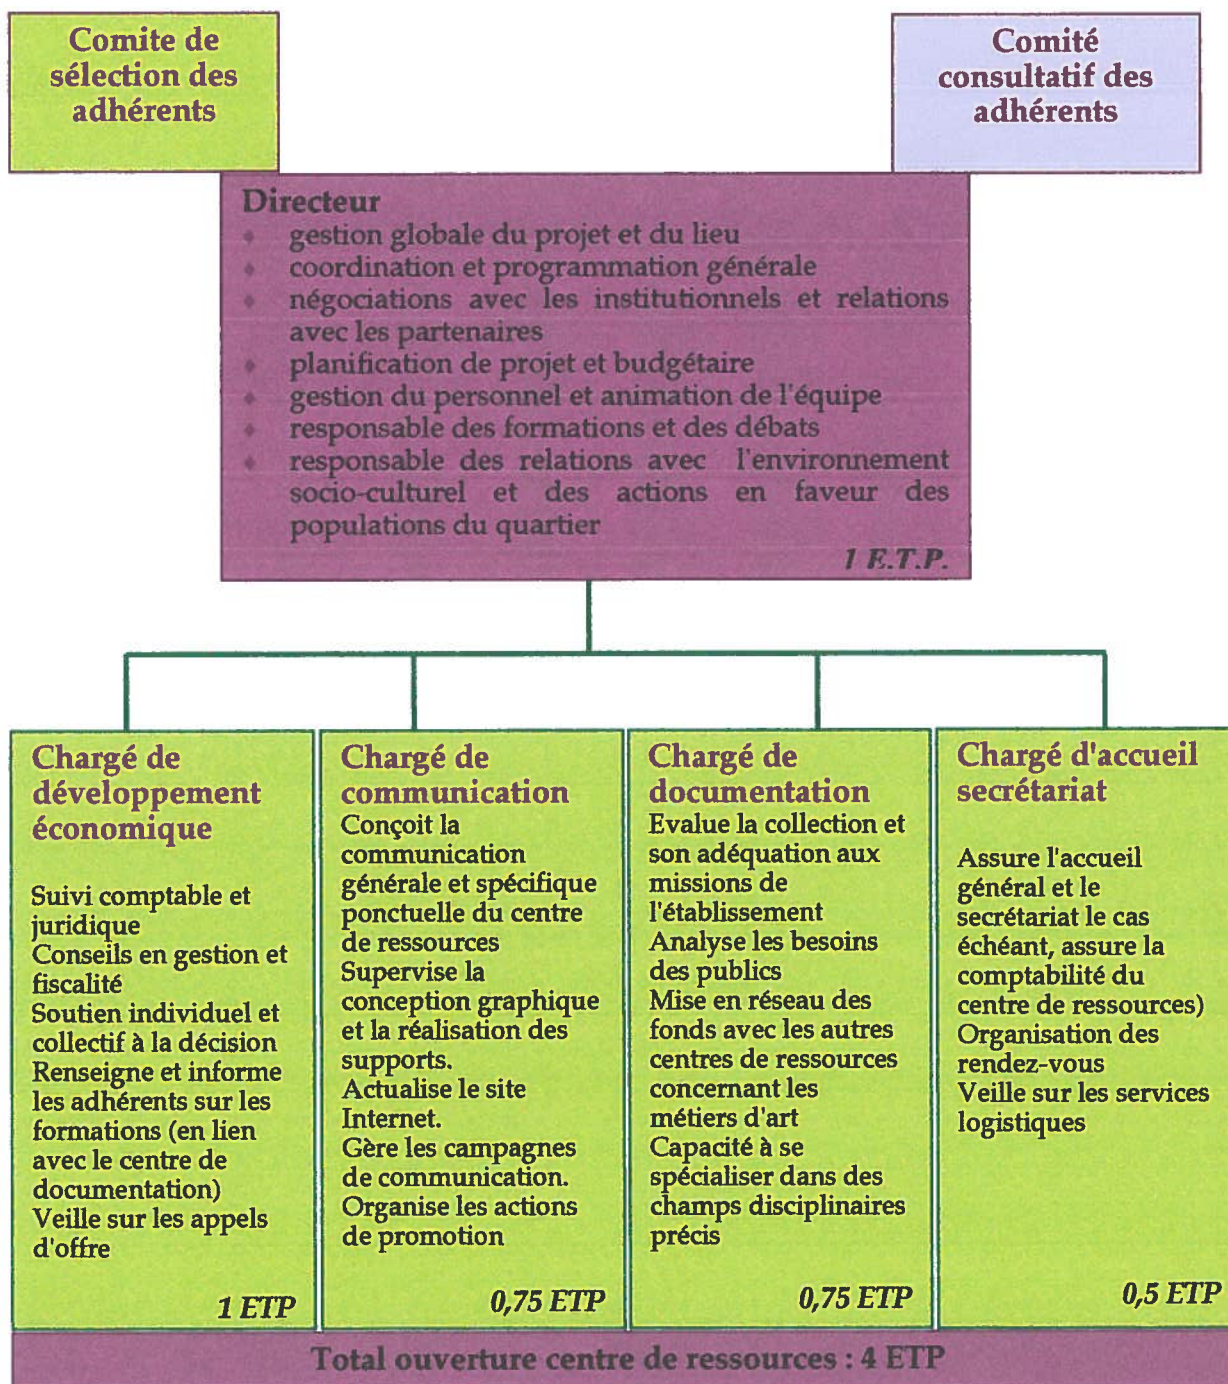 Comite de
sélection des
adhérents
Comité
consultatif des
adhérents
Directeur
gestion globale du projet et du lieu
coordination et programmation générale
négociations avec les institutionnels et relations
avec les partenaires
planification de projet et budgétaire
gestion du personnel et animation de l'équipe
responsable des formations et des débats
responsable des relations avec l'environnement
socio-culturel et des actions en faveur des
populations du quartier
1 E.T.P.
Chargé de
développement
économique
Suivi comptable et
juridique
Conseils en gestion et
fiscalité
Soutien individuel et
collectif à la décision
Renseigne et informe
les adhérents sur les
formations (en lien
avec le centre de
documentation)
Veille sur les appels
d'offre
1 ETP
Chargé de
communication
Conçoit la
communication
générale et spécifique
ponctuelle du centre
de ressources
Supervise la
conception graphique
et la réalisation des
supports.
Actualise le site
Internet.
Gère les campagnes
de communication.
Organise les actions
de promotion
0,75 ETP
Chargé de
documentation
Evalue la collection et
son adéquation aux
missions de
l'établissement
Analyse les besoins
des publics
Mise en réseau des
fonds avec les autres
centres de ressources
concernant les
métiers d'art
Capacité à se
spécialiser dans des
champs disciplinaires
précis
0,75 ETP
Chargé d'accueil
secrétariat
Assure l'accueil
général et le
secrétariat le cas
échéant, assure la
comptabilité du
centre de ressources)
Organisation des
rendez-vous
Veille sur les services
logistiques
0,5 ETP
Total ouverture centre de ressources : 4 ETP